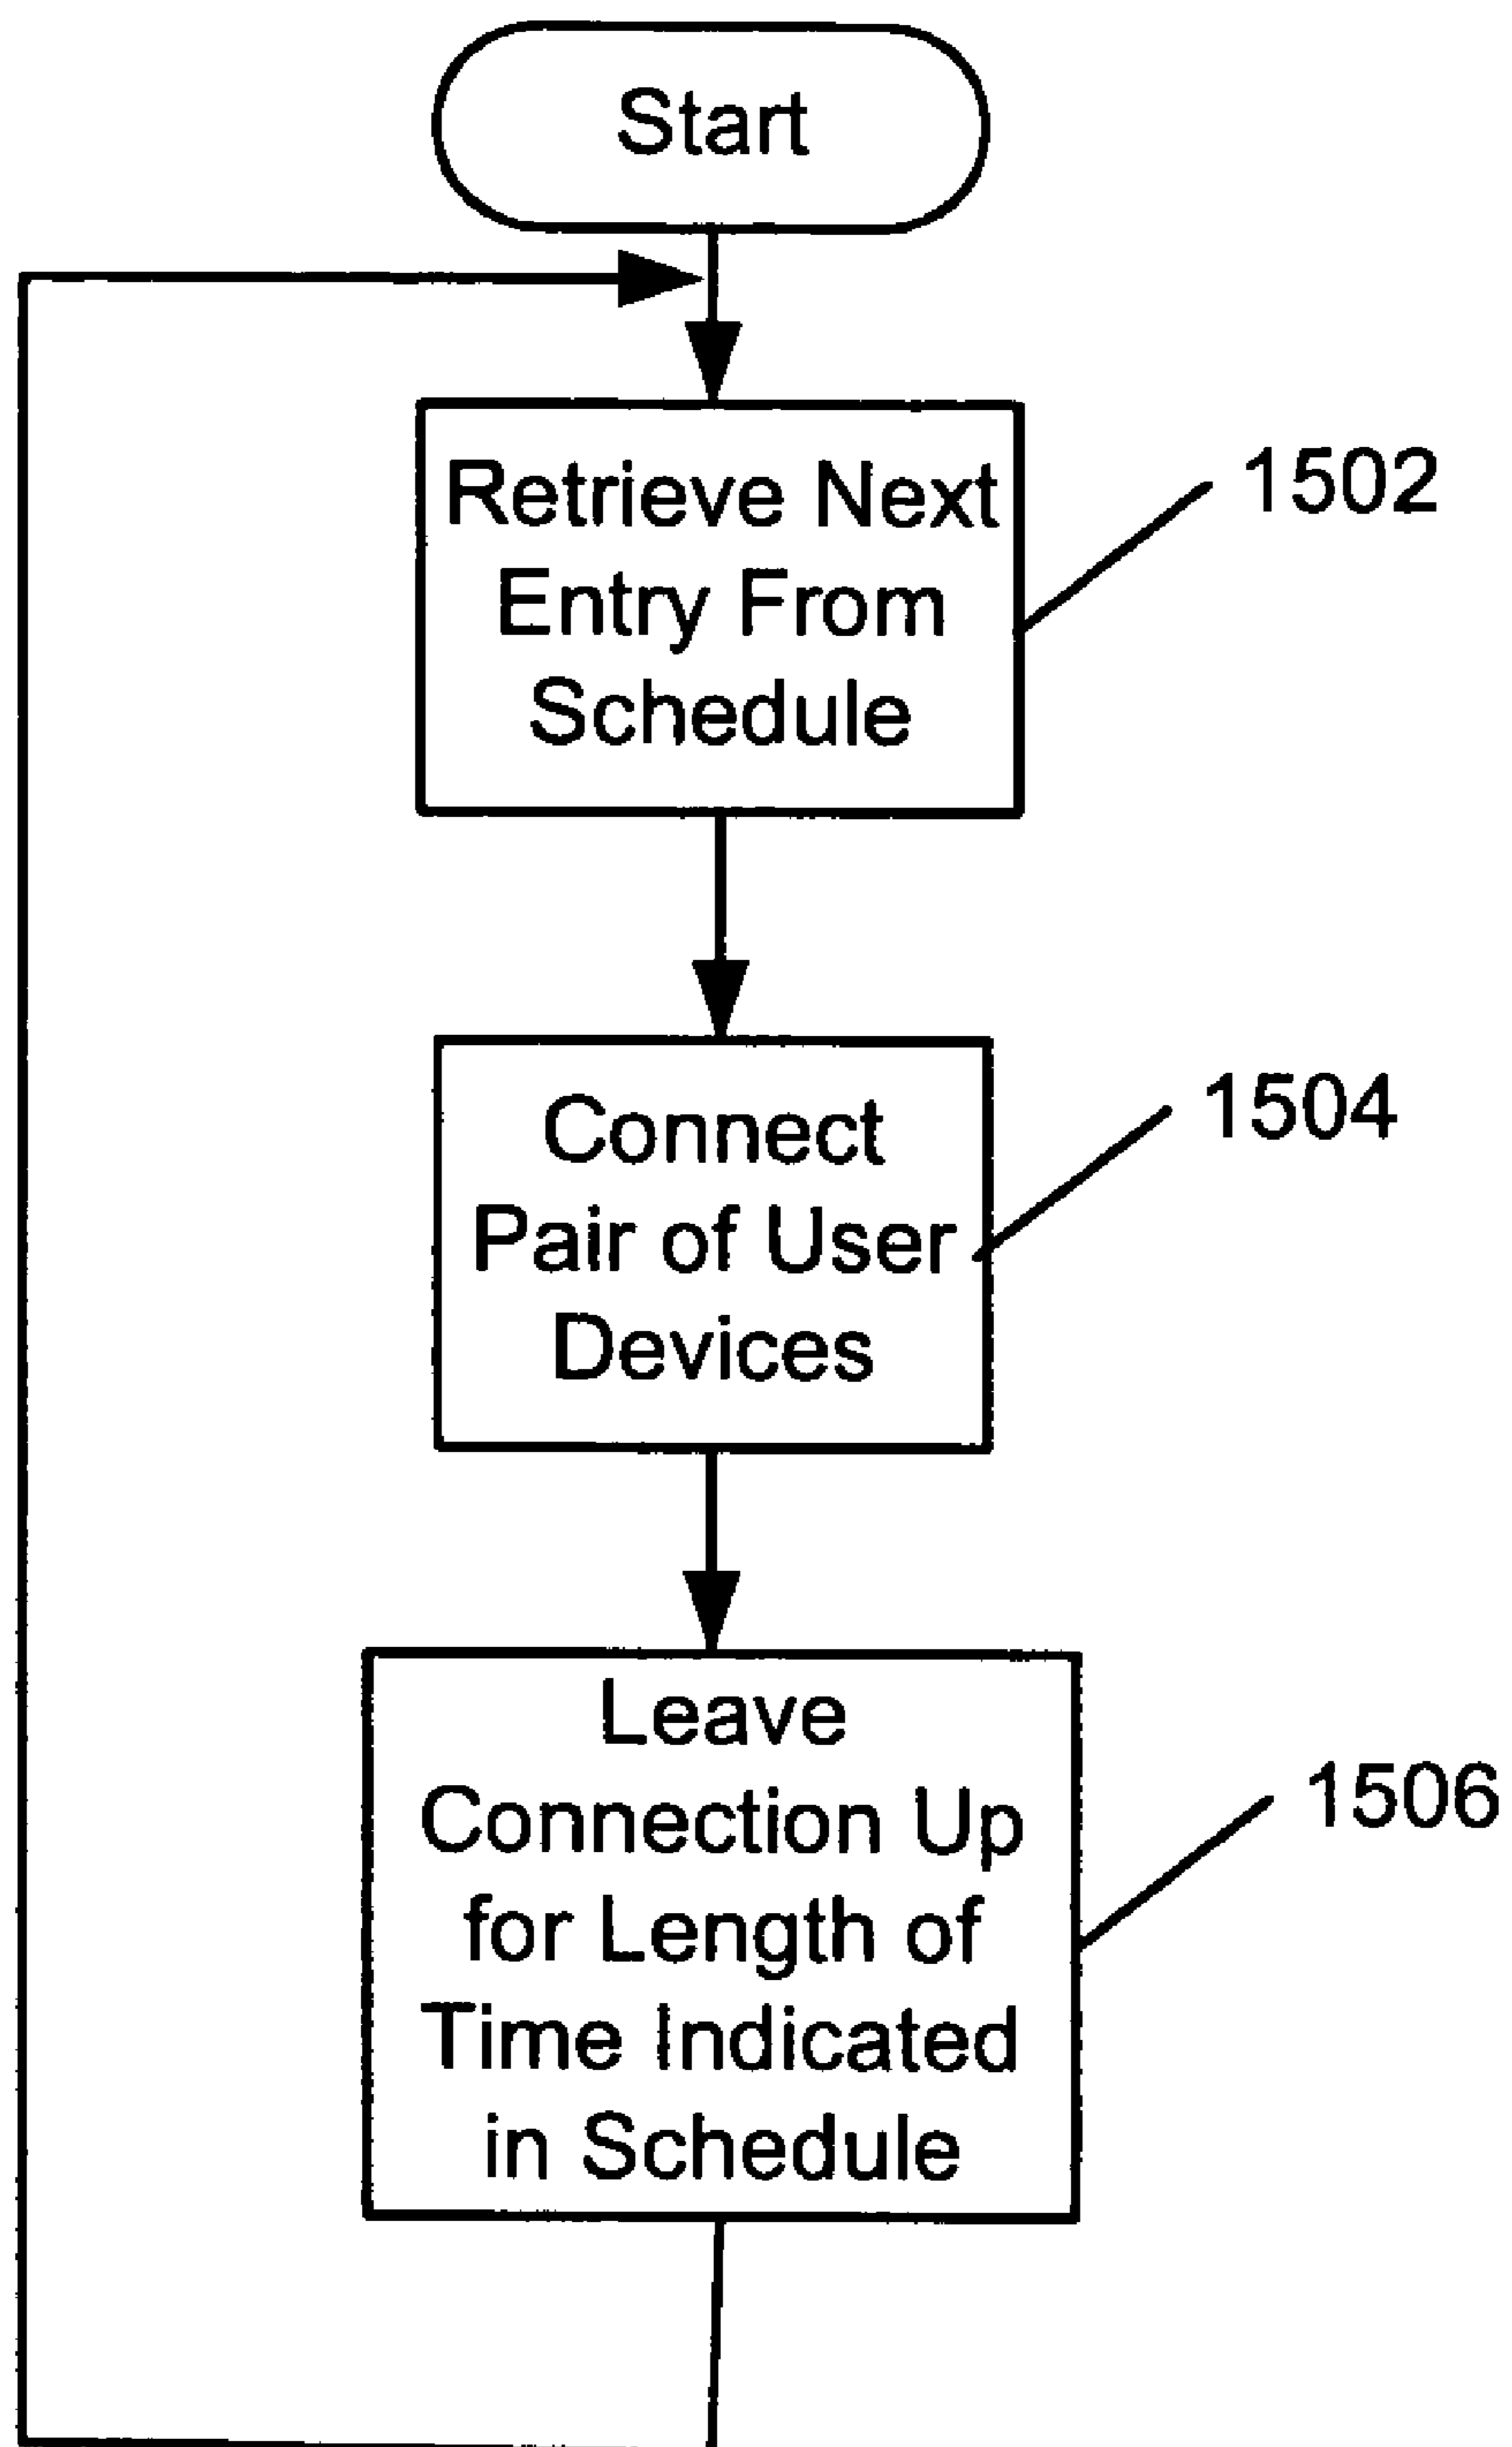 Start
Retrieve Next
Entry From
Schedule
1502
Connect
Pair of User
Devices
1504
Leave
Connection Up
for Length of
Time Indicated
in Schedule
1506